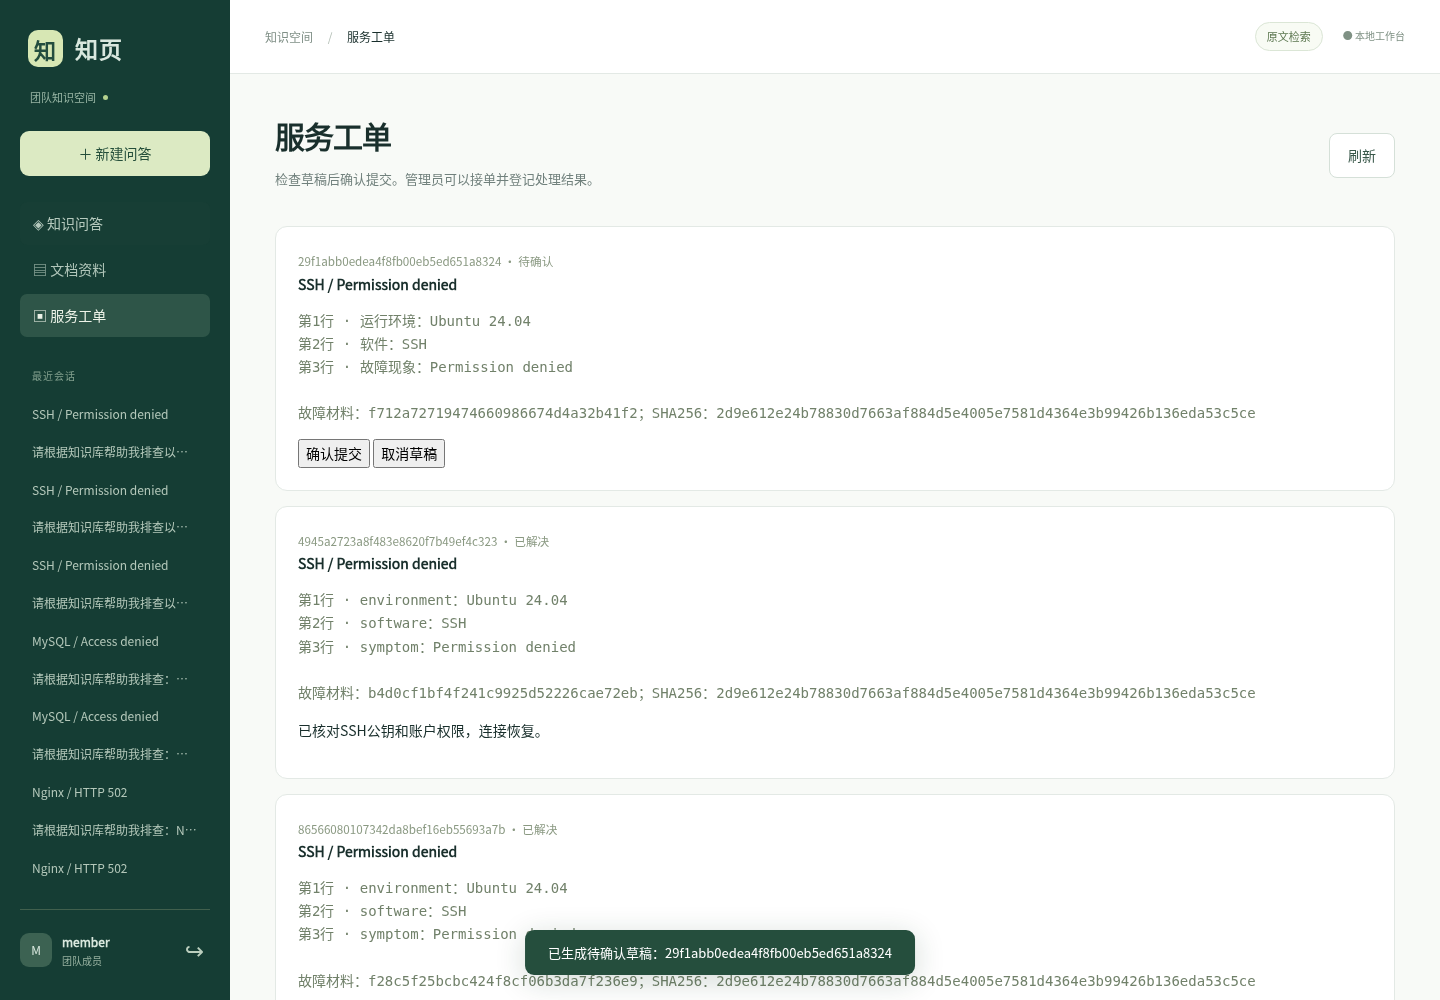 知 知页
团队知识空间
＋ 新建问答
◈ 知识问答
▤ 文档资料
▣ 服务工单
最近会话
SSH / Permission denied
请根据知识库帮助我排查以…
SSH / Permission denied
请根据知识库帮助我排查以…
SSH / Permission denied
请根据知识库帮助我排查以…
MySQL / Access denied
请根据知识库帮助我排查：…
MySQL / Access denied
请根据知识库帮助我排查：…
Nginx / HTTP 502
请根据知识库帮助我排查：N…
Nginx / HTTP 502
M member
团队成员
知识空间 / 服务工单
原文检索
本地工作台
服务工单
检查草稿后确认提交。管理员可以接单并登记处理结果。
刷新
29f1abb0edea4f8fb00eb5ed651a8324 · 待确认
SSH / Permission denied
第1行 · 运行环境：Ubuntu 24.04
第2行 · 软件：SSH
第3行 · 故障现象：Permission denied
故障材料：f712a72719474660986674d4a32b41f2；SHA256：2d9e612e24b78830d7663af884d5e4005e7581d4364e3b99426b136eda53c5ce
确认提交 取消草稿
4945a2723a8f483e8620f7b49ef4c323 · 已解决
SSH / Permission denied
第1行 · environment：Ubuntu 24.04
第2行 · software：SSH
第3行 · symptom：Permission denied
故障材料：b4d0cf1bf4f241c9925d52226cae72eb；SHA256：2d9e612e24b78830d7663af884d5e4005e7581d4364e3b99426b136eda53c5ce
已核对SSH公钥和账户权限，连接恢复。
86566080107342da8bef16eb55693a7b · 已解决
SSH / Permission denied
第1行 · environment：Ubuntu 24.04
第2行 · software：SSH
第3行 · symptom：Permission
已生成待确认草稿：29f1abb0edea4f8fb00eb5ed651a8324
故障材料：f28c5f25bcbc424f8cf06b3da7f236e9；SHA256：2d9e612e24b78830d7663af884d5e4005e7581d4364e3b99426b136eda53c5ce